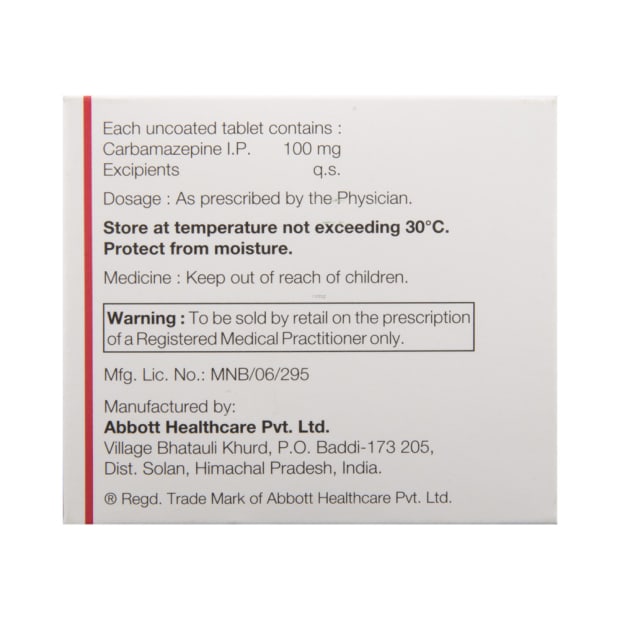 Each uncoated tablet contains :
Carbamazepine I.P. 100 mg
Excipients q.s.
Dosage : As prescribed by the Physician.
Store at temperature not exceeding 30°C.
Protect from moisture.
Medicine : Keep out of reach of children.
Warning : To be sold by retail on the prescription
of a Registered Medical Practitioner only.
Mfg. Lic. No.: MNB/06/295
Manufactured by:
Abbott Healthcare Pvt. Ltd.
Village Bhatauli Khurd, P.O. Baddi-173 205,
Dist. Solan, Himachal Pradesh, India.
® Regd. Trade Mark of Abbott Healthcare Pvt. Ltd.